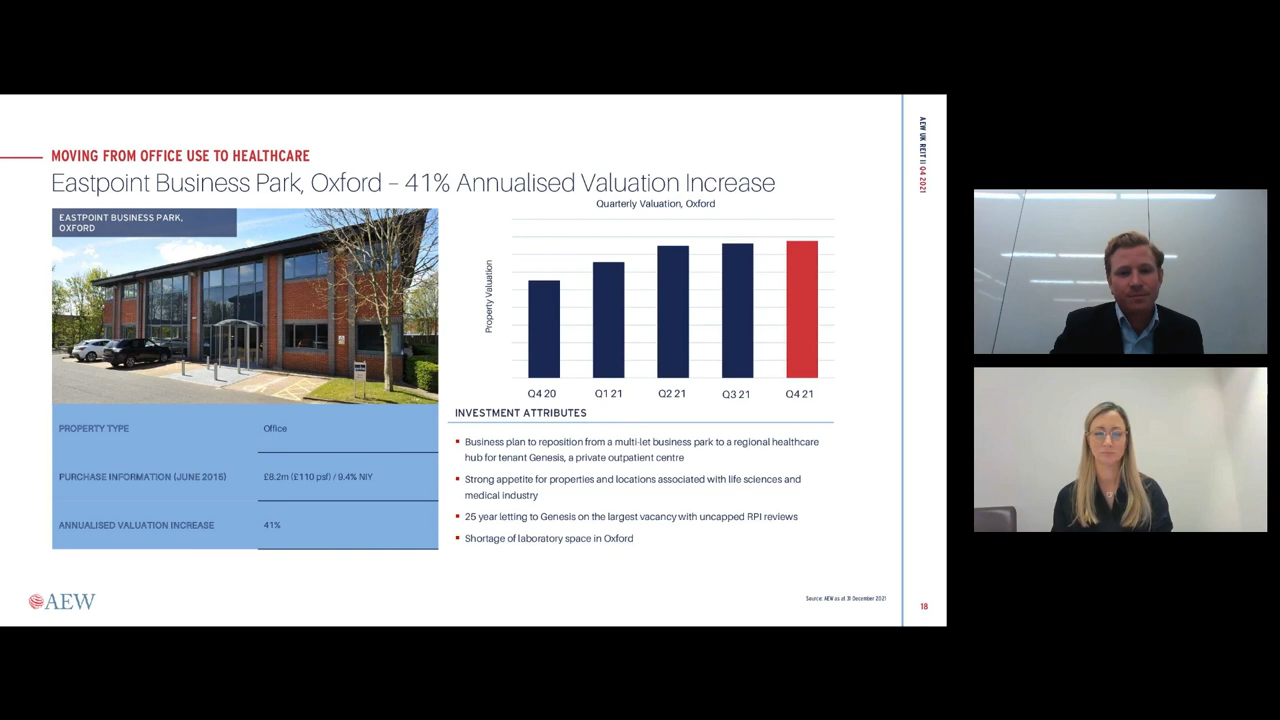 MOVING FROM OFFICE USE TO HEALTHCARE
Eastpoint Business Park, Oxford – 41% Annualised Valuation Increase
EASTPOINT BUSINESS PARK,
OXFORD
PROPERTY TYPE
Office
PURCHASE INFORMATION (JUNE 2015)
£8.2m (£110 psf) / 9.4% NIY
ANNUALISED VALUATION INCREASE
41%
Quarterly Valuation, Oxford
Property Valuation
Q4 20
Q1 21
Q2 21
Q3 21
Q4 21
INVESTMENT ATTRIBUTES
Business plan to reposition from a multi-let business park to a regional healthcare
hub for tenant Genesis, a private outpatient centre
Strong appetite for properties and locations associated with life sciences and
medical industry
25 year letting to Genesis on the largest vacancy with uncapped RPI reviews
Shortage of laboratory space in Oxford
AEW
Source: AEW as at 31 December 2021
AEW UK REIT II Q4 2021
18